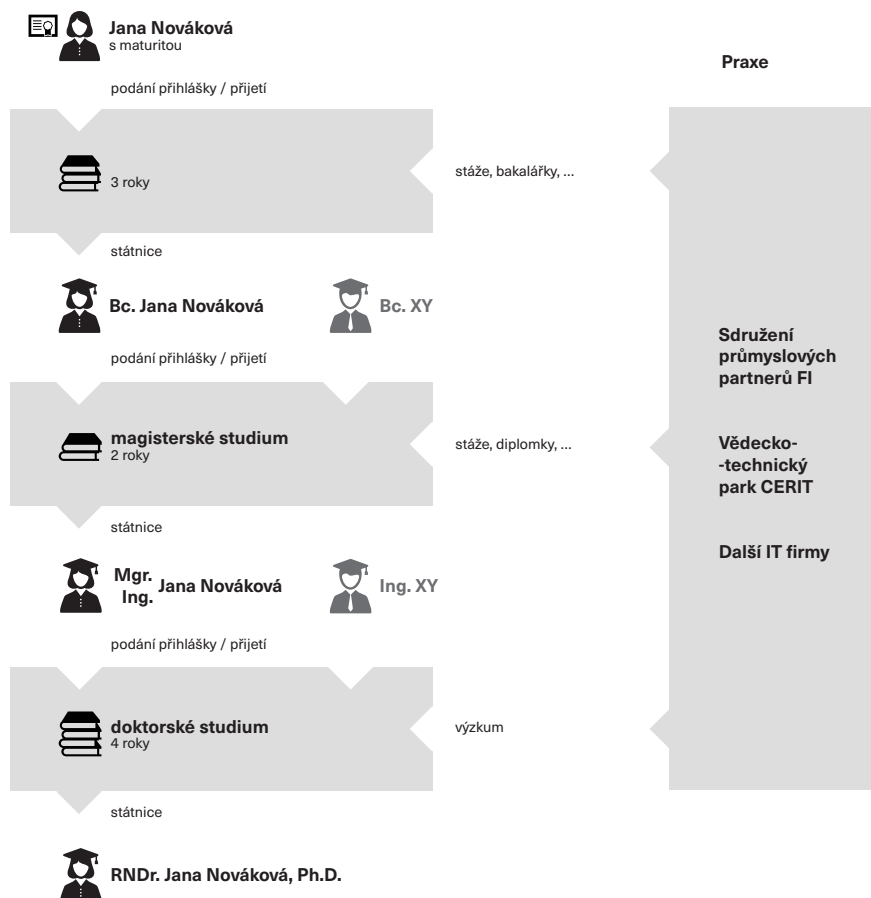 Jana Nováková
s maturitou
Praxe
podání přihlášky / přijetí
3 roky
stáže, bakalářky, ...
státnice
Bc. Jana Nováková
Bc. XY
podání přihlášky / přijetí
Sdružení
průmyslových
partnerů FI
magisterské studium
2 roky
stáže, diplomky, ...
Vědecko-
-technický
park CERIT
státnice
Další IT firmy
Mgr.
Ing.
Jana Nováková
Ing. XY
podání přihlášky / přijetí
doktorské studium
4 roky
výzkum
státnice
RNDr. Jana Nováková, Ph.D.